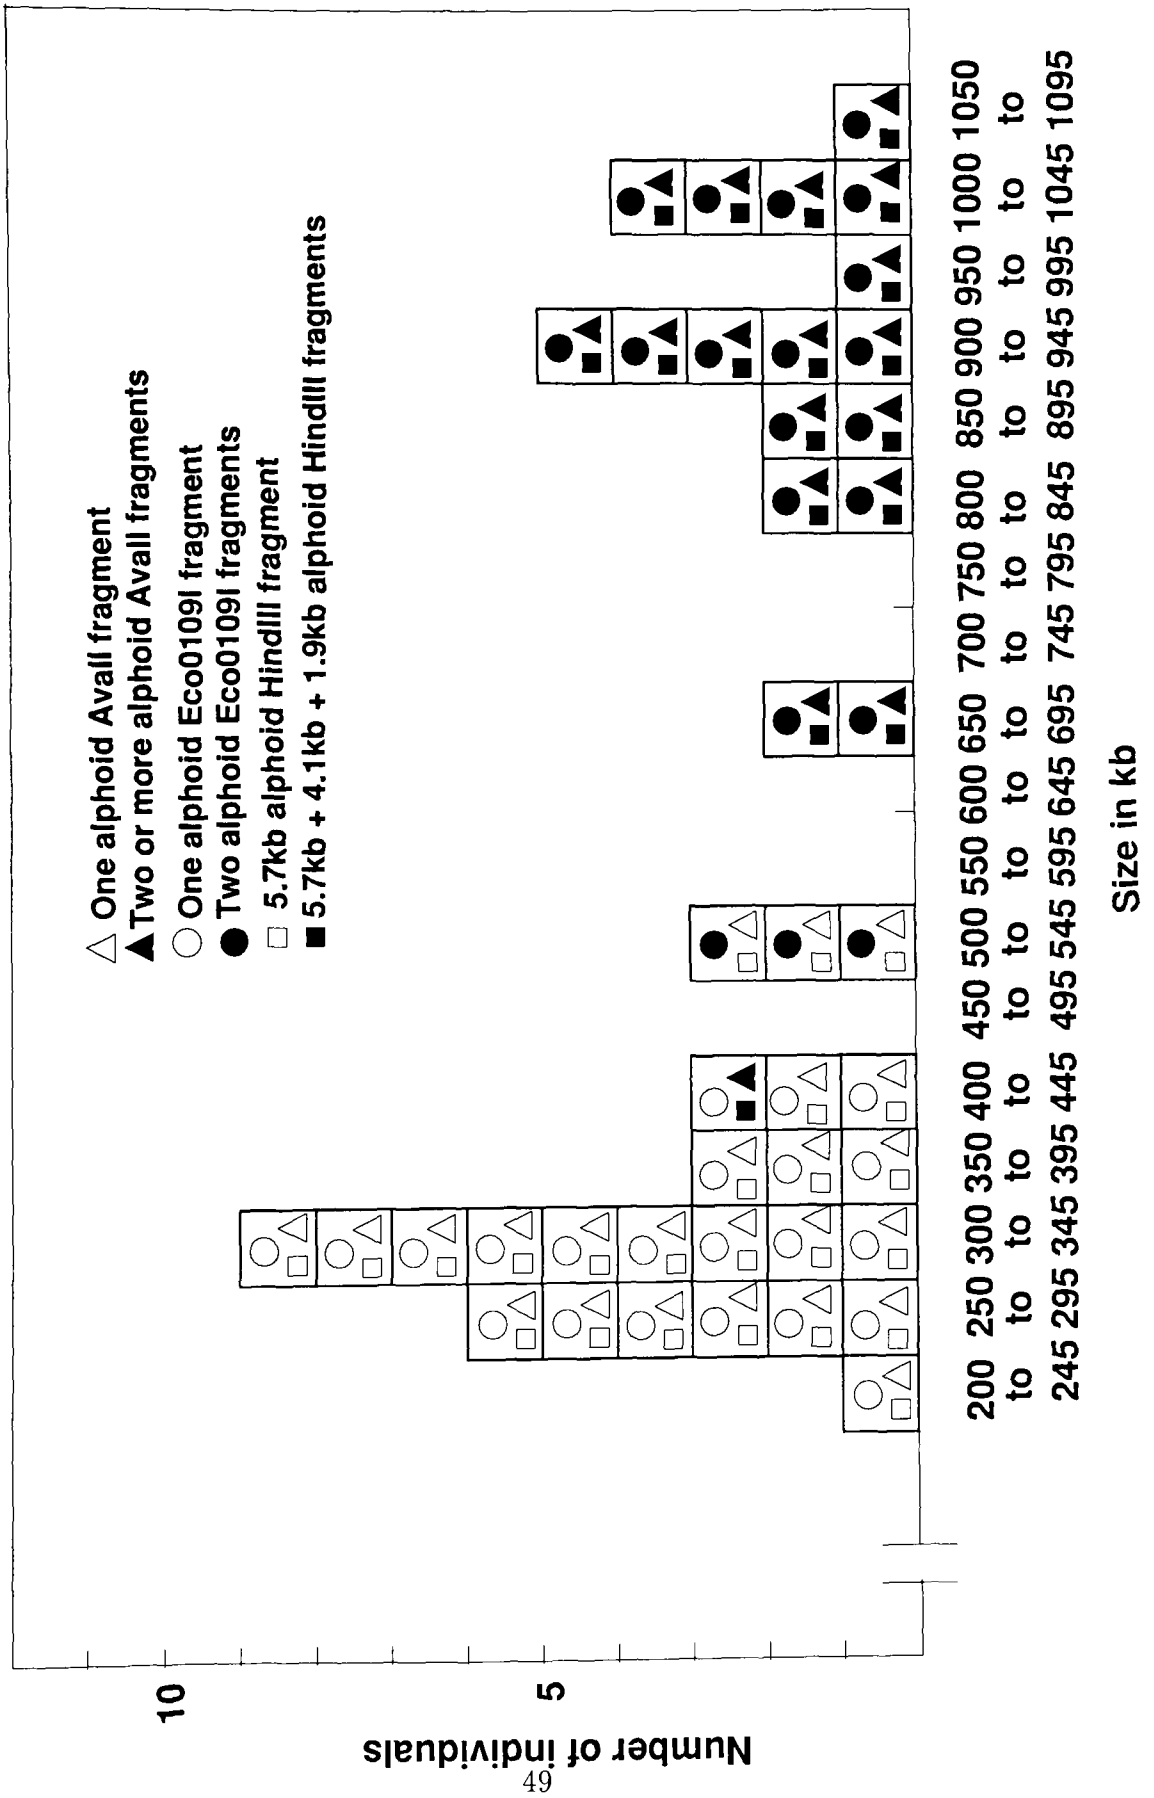 One alphoid AvaII fragment
Two or more alphoid AvaII fragments
One alphoid Eco0109I fragment
Two alphoid Eco0109I fragments
5.7kb alphoid HindIII fragment
5.7kb + 4.1kb + 1.9kb alphoid HindIII fragments
Number of individuals
10
5
200 250 300 350 400 450 500 550 600 650 700 750 800 850 900 950 1000 1050
to to to to to to to to to to to to to to to to to to
245 295 345 395 445 495 545 595 645 695 745 795 845 895 945 995 1045 1095
Size in kb
49